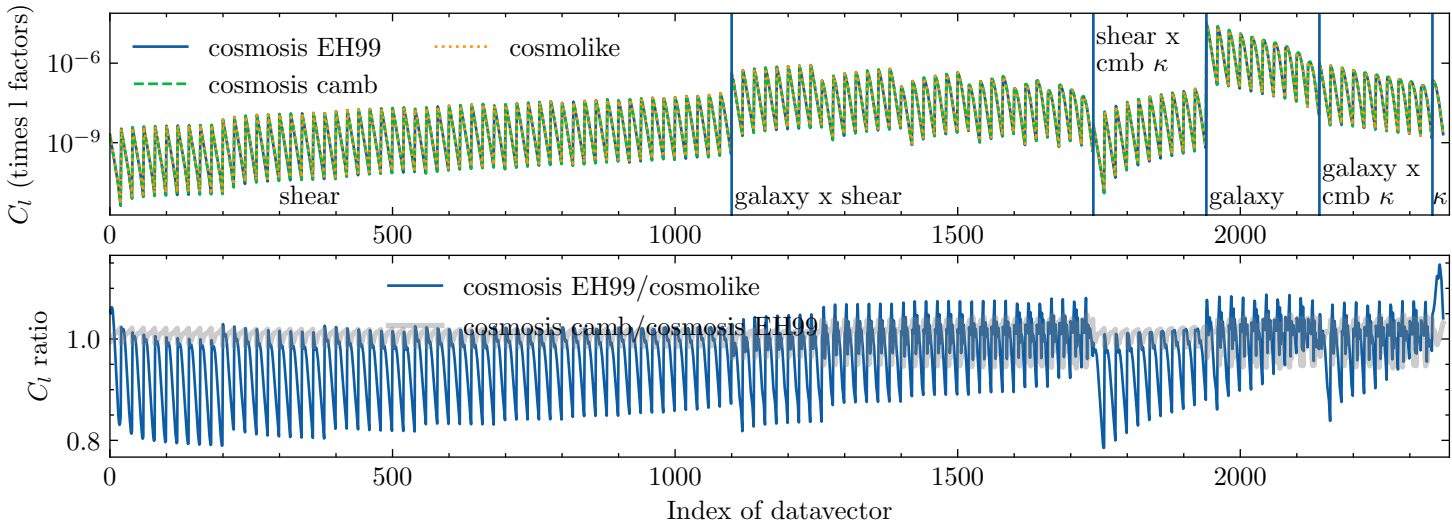 cosmosis EH99
cosmosis camb
cosmolike
shear
galaxy x shear
shear x
cmb κ
galaxy
galaxy x
cmb κ
κ
C_l (times l factors)
10^−6
10^−9
0 500 1000 1500 2000
cosmosis EH99/cosmolike
cosmosis camb/cosmosis EH99
C_l ratio
1.0
0.8
0 500 1000 1500 2000
Index of datavector